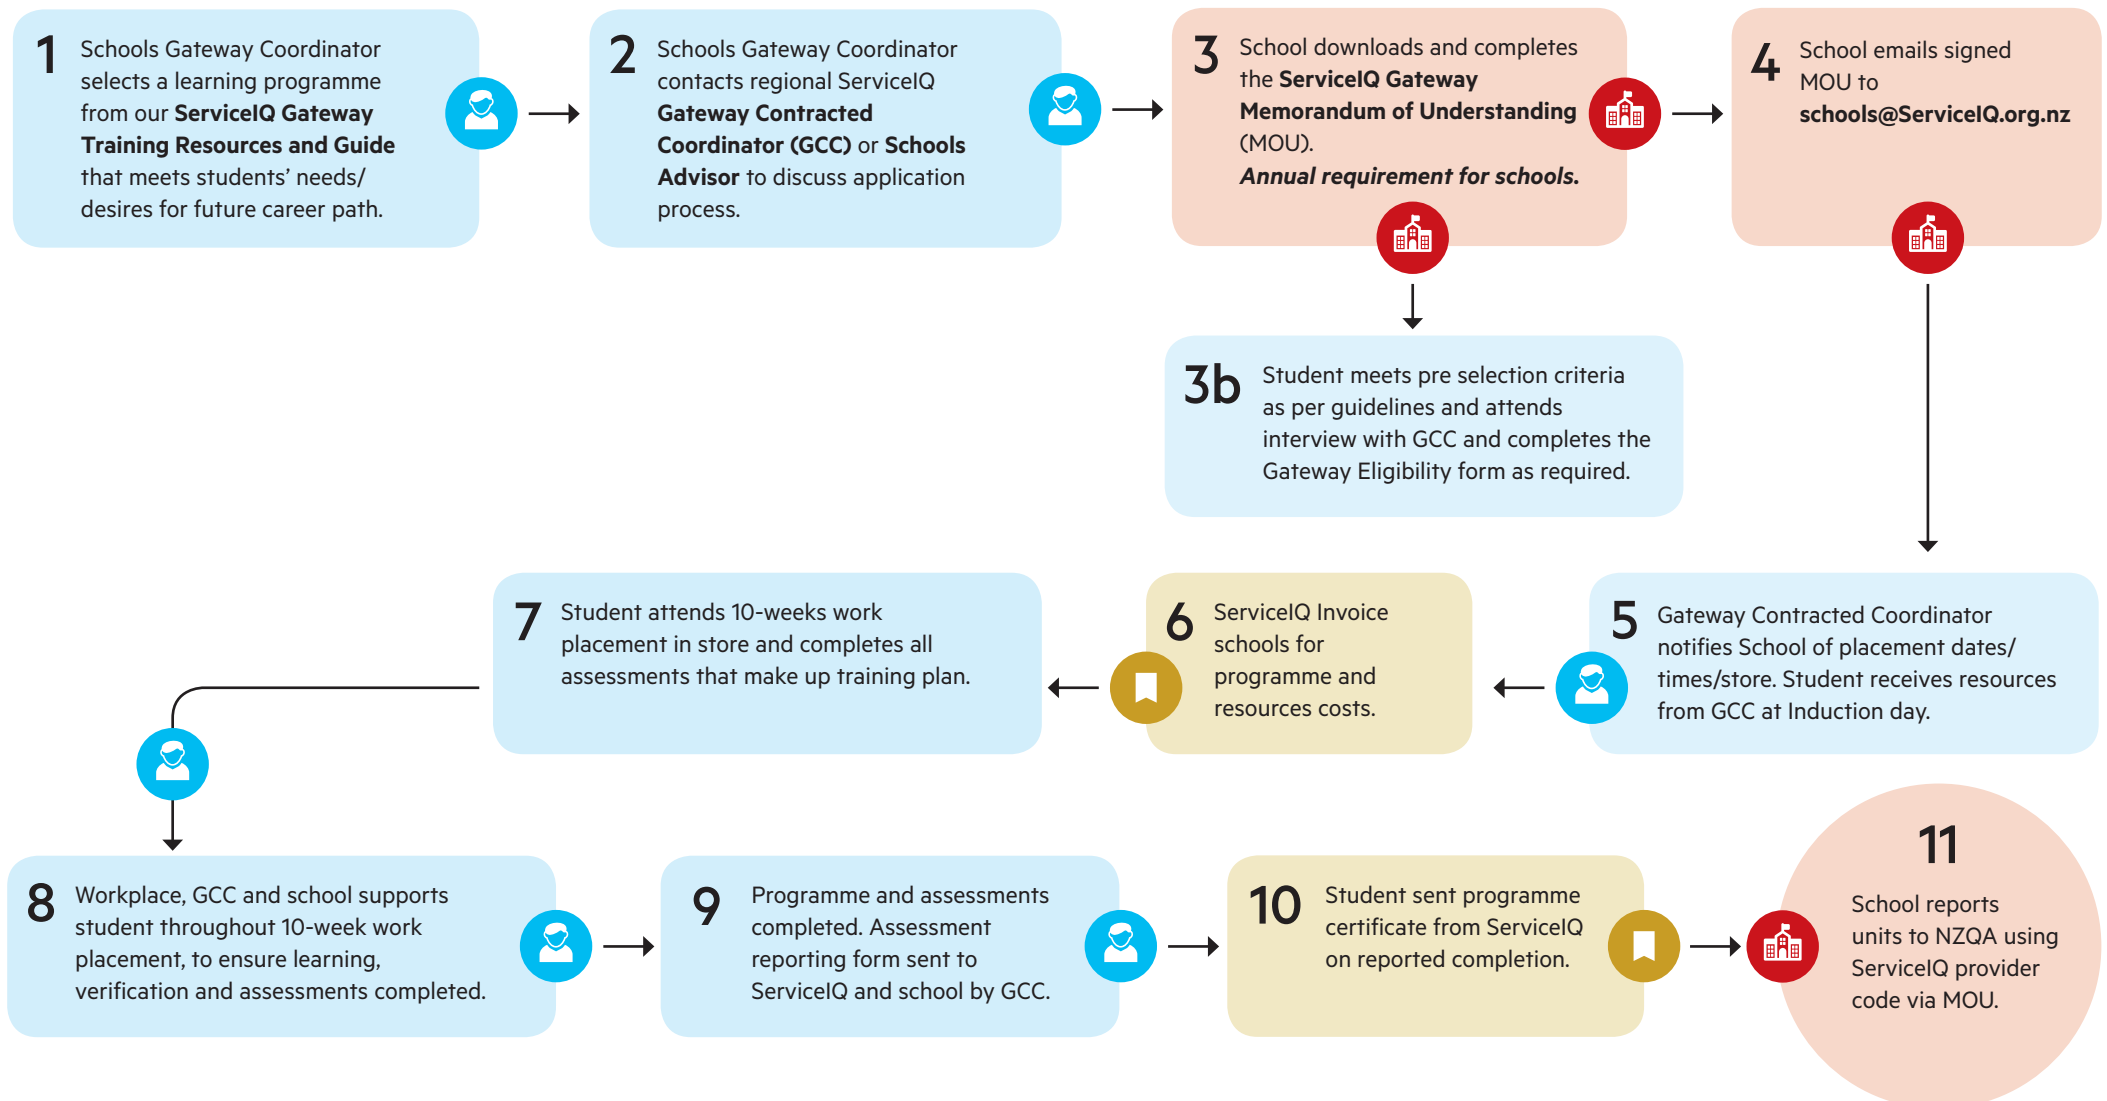 1
Schools Gateway Coordinator
selects a learning programme
from our ServiceIQ Gateway
Training Resources and Guide
that meets students’ needs/
desires for future career path.
2
Schools Gateway Coordinator
contacts regional ServiceIQ
Gateway Contracted
Coordinator (GCC) or Schools
Advisor to discuss application
process.
3
School downloads and completes
the ServiceIQ Gateway
Memorandum of Understanding
(MOU).
Annual requirement for schools.
4
School emails signed
MOU to
schools@ServiceIQ.org.nz
3b
Student meets pre selection criteria
as per guidelines and attends
interview with GCC and completes the
Gateway Eligibility form as required.
5
Gateway Contracted Coordinator
notifies School of placement dates/
times/store. Student receives resources
from GCC at Induction day.
6
ServiceIQ Invoice
schools for
programme and
resources costs.
7
Student attends 10-weeks work
placement in store and completes all
assessments that make up training plan.
8
Workplace, GCC and school supports
student throughout 10-week work
placement, to ensure learning,
verification and assessments completed.
9
Programme and assessments
completed. Assessment
reporting form sent to
ServiceIQ and school by GCC.
10
Student sent programme
certificate from ServiceIQ
on reported completion.
11
School reports
units to NZQA using
ServiceIQ provider
code via MOU.